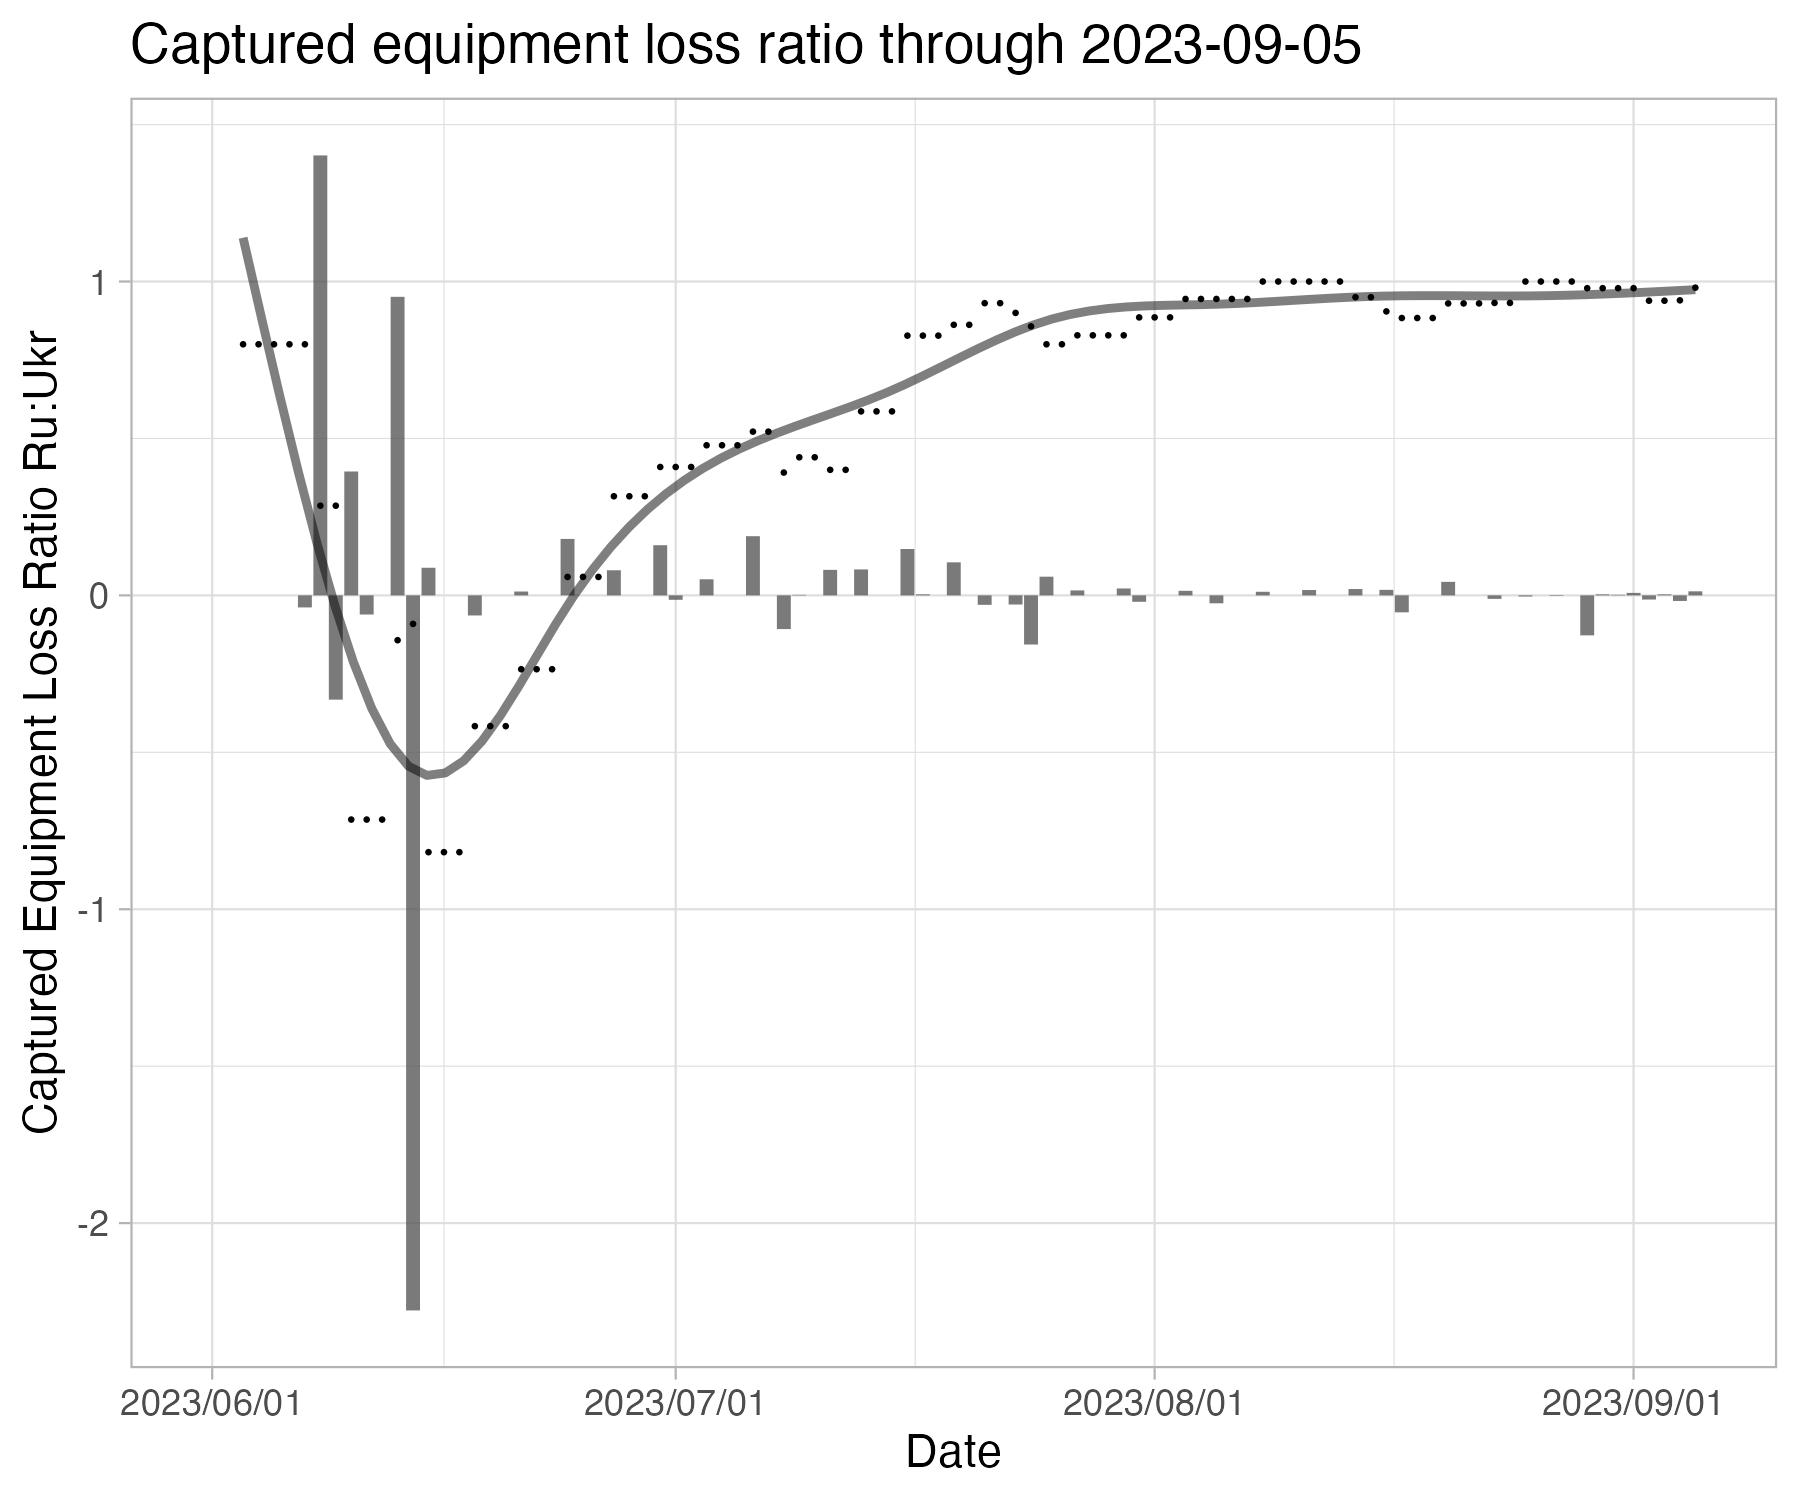 Captured equipment loss ratio through 2023-09-05
Captured Equipment Loss Ratio Ru:Ukr
1
0
-1
-2
2023/06/01
2023/07/01
2023/08/01
2023/09/01
Date